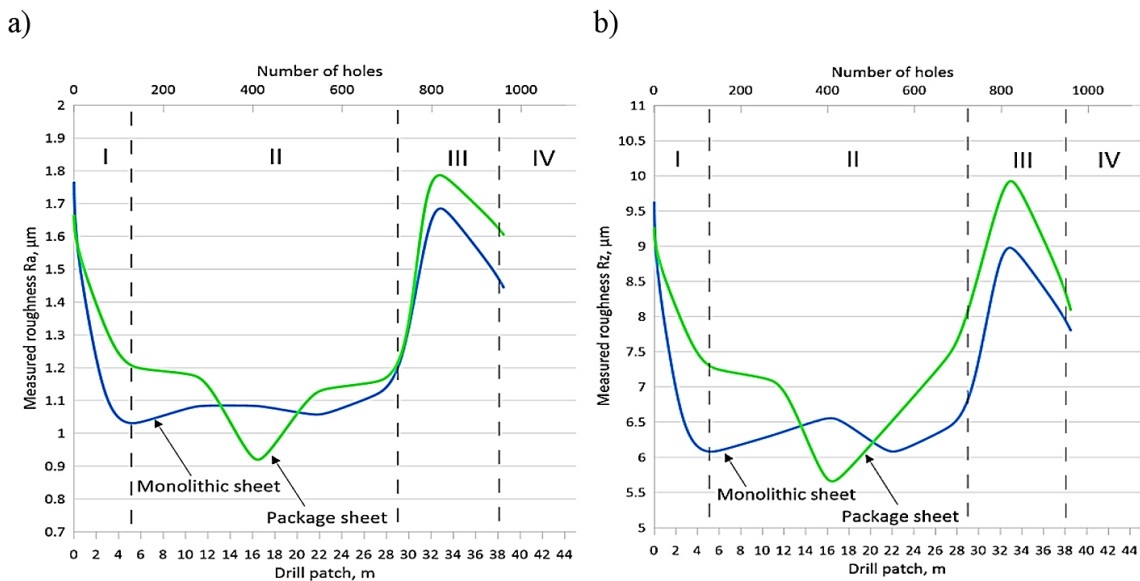 a)
Number of holes
0 200 400 600 800 1000
2
1.9
1.8
1.7
1.6
1.5
1.4
1.3
1.2
1.1
1
0.9
0.8
0.7
Measured roughness Ra, µm
I II III IV
Monolithic sheet
Package sheet
0 2 4 6 8 10 12 14 16 18 20 22 24 26 28 30 32 34 36 38 40 42 44
Drill patch, m
b)
Number of holes
0 200 400 600 800 1000
11
10.5
10
9.5
9
8.5
8
7.5
7
6.5
6
5.5
5
Measured roughness Rz, µm
I II III IV
Monolithic sheet
Package sheet
0 2 4 6 8 10 12 14 16 18 20 22 24 26 28 30 32 34 36 38 40 42 44
Drill patch, m